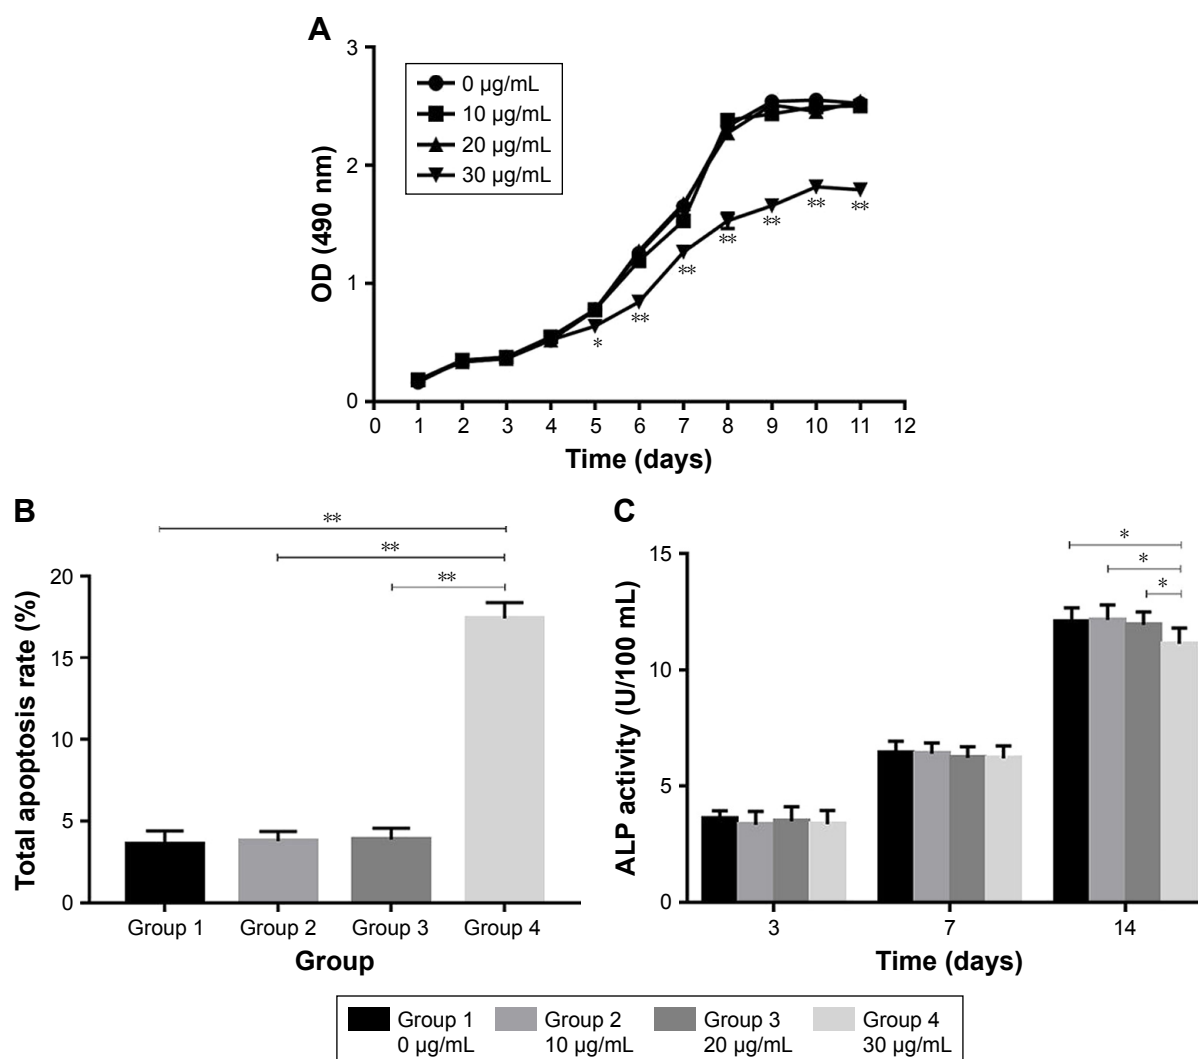 A
3
2
1
0
OD (490 nm)
0 µg/mL
10 µg/mL
20 µg/mL
30 µg/mL
*
**
**
**
**
**
**
0 1 2 3 4 5 6 7 8 9 10 11 12
Time (days)
B
**
**
**
20
15
10
5
0
Total apoptosis rate (%)
Group 1 Group 2 Group 3 Group 4
Group
C
*
*
*
15
10
5
0
ALP activity (U/100 mL)
3 7 14
Time (days)
Group 1 Group 2 Group 3 Group 4
0 µg/mL 10 µg/mL 20 µg/mL 30 µg/mL